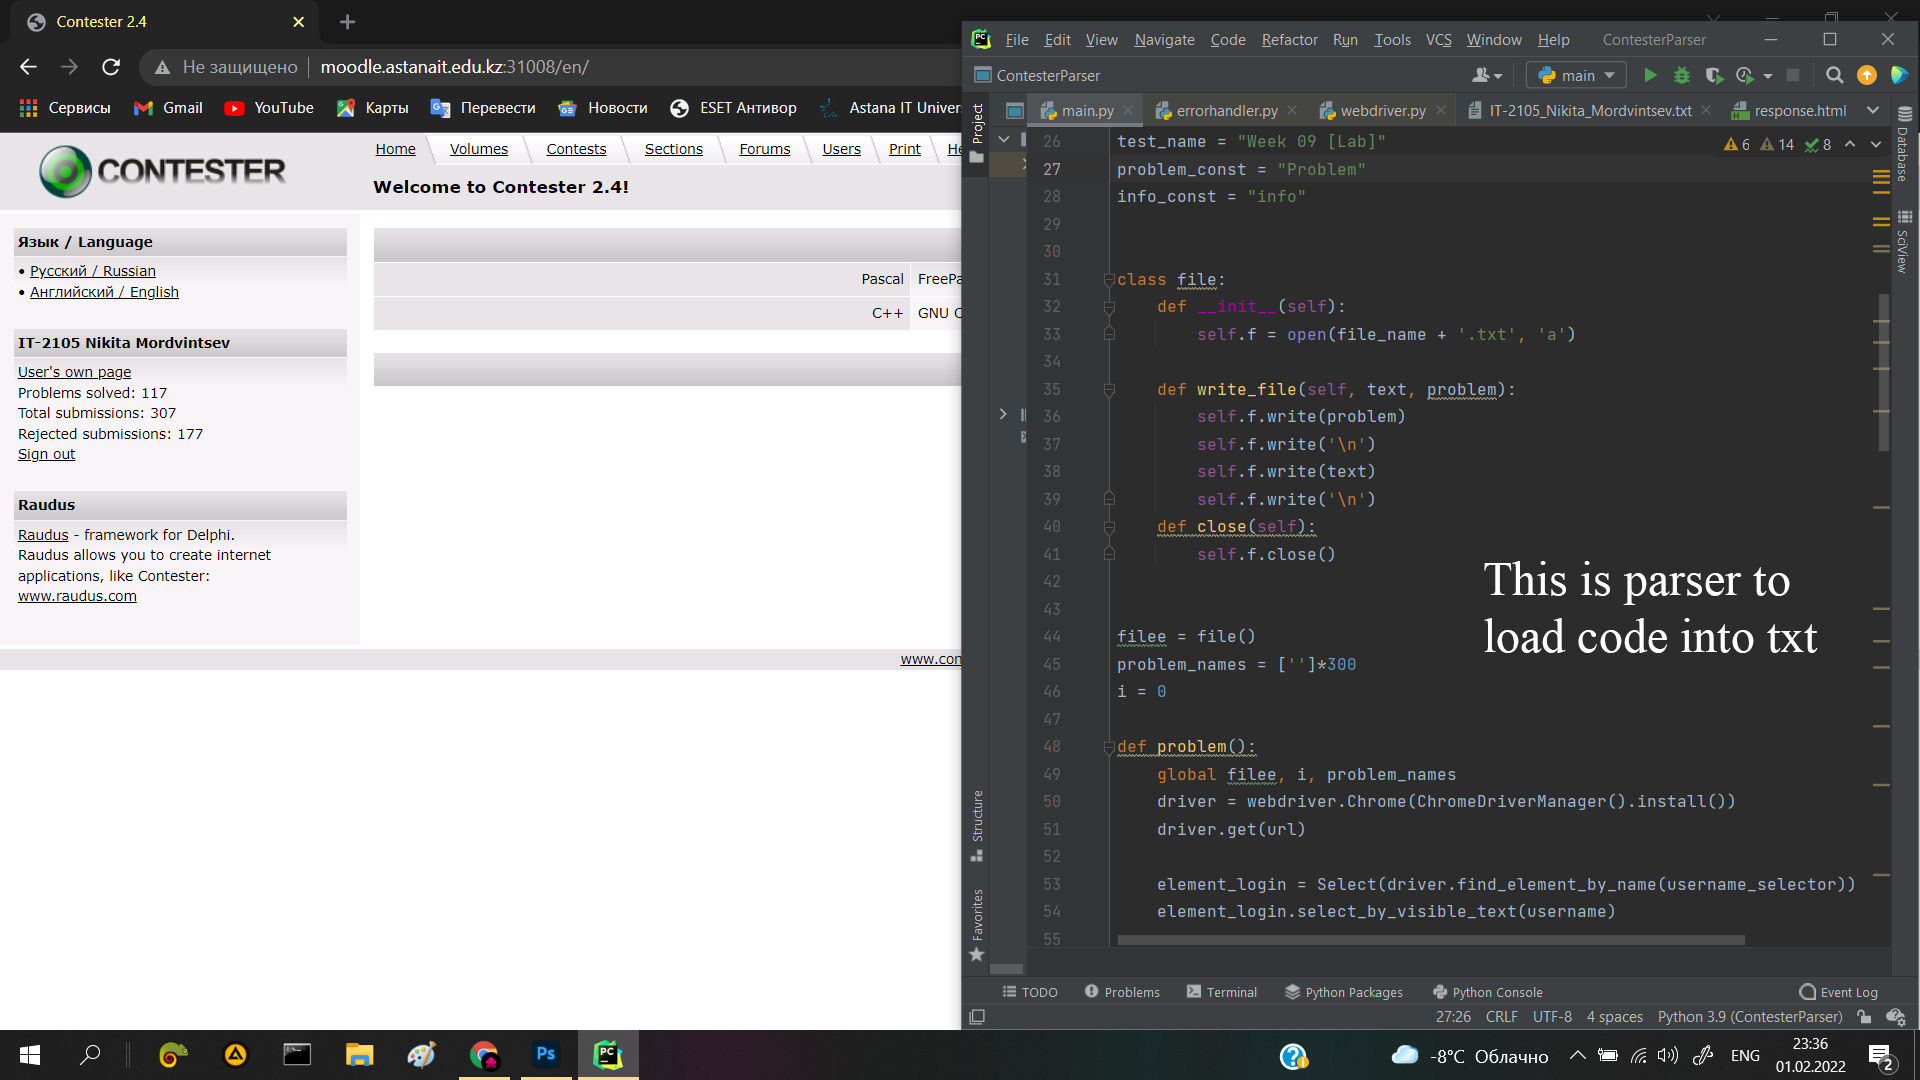 Contester 2.4
Не защищено
moodle.astanait.edu.kz:31008/en/
Сервисы
Gmail
YouTube
Карты
Перевести
Новости
ESET Антивор
CONTESTER
Home
Volumes
Contests
Sections
Forums
Users
Print
Welcome to Contester 2.4!
Язык / Language
• Русский / Russian
• Английский / English
IT-2105 Nikita Mordvintsev
User's own page
Problems solved: 117
Total submissions: 307
Rejected submissions: 177
Sign out
Raudus
Raudus - framework for Delphi.
Raudus allows you to create internet
applications, like Contester:
www.raudus.com
Pascal
C++
GNU
File Edit View Navigate Code Refactor Run Tools VCS Window Help ContesterParser
ContesterParser
main
main.py
errorhandler.py
webdriver.py
IT-2105_Nikita_Mordvintsev.txt
response.html
Project
Structure
Favorites
Database
SciView
6 14 8
26 test_name = "Week 09 [Lab]"
27 problem_const = "Problem"
28 info_const = "info"
29
30
31 class file:
32 def __init__(self):
33 self.f = open(file_name + '.txt', 'a')
34
35 def write_file(self, text, problem):
36 self.f.write(problem)
37 self.f.write('\n')
38 self.f.write(text)
39 self.f.write('\n')
40 def close(self):
41 self.f.close()
42
43
44 filee = file()
45 problem_names = ['']*300
46 i = 0
47
48 def problem():
49 global filee, i, problem_names
50 driver = webdriver.Chrome(ChromeDriverManager().install())
51 driver.get(url)
52
53 element_login = Select(driver.find_element_by_name(username_selector))
54 element_login.select_by_visible_text(username)
55
This is parser to
load code into txt
TODO
Problems
Terminal
Python Packages
Python Console
Event Log
27:26 CRLF UTF-8 4 spaces Python 3.9 (ContesterParser)
-8°C Облачно
ENG
23:36
01.02.2022
2